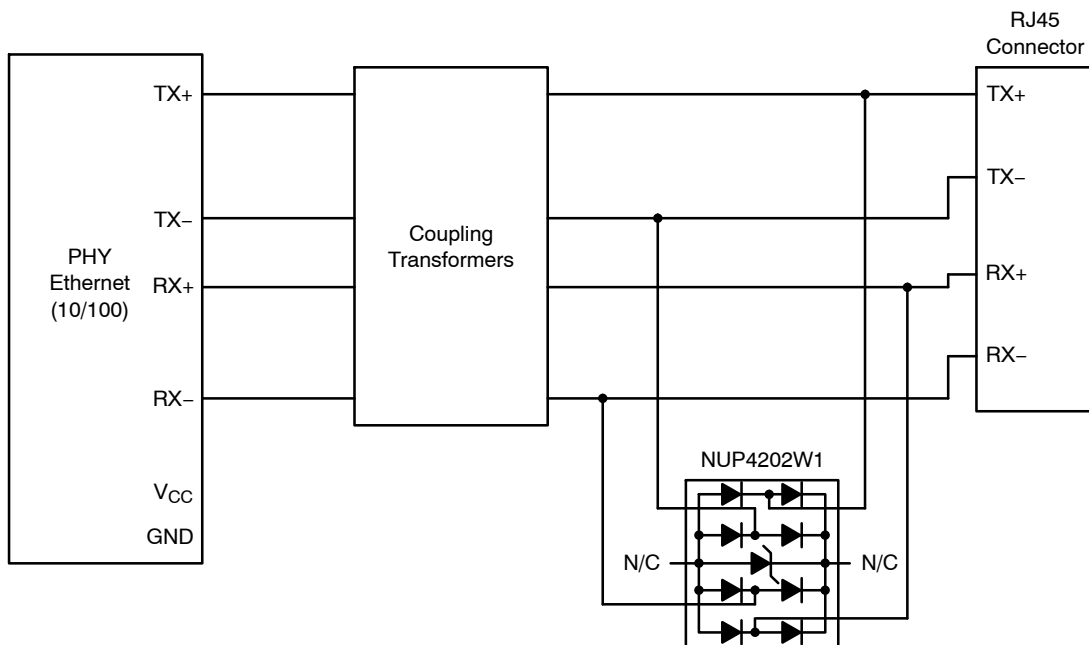 RJ45
Connector
TX+
TX+
TX−
TX−
PHY
Ethernet
(10/100)
Coupling
Transformers
RX+
RX+
RX−
RX−
NUP4202W1
VCC
GND
N/C
N/C